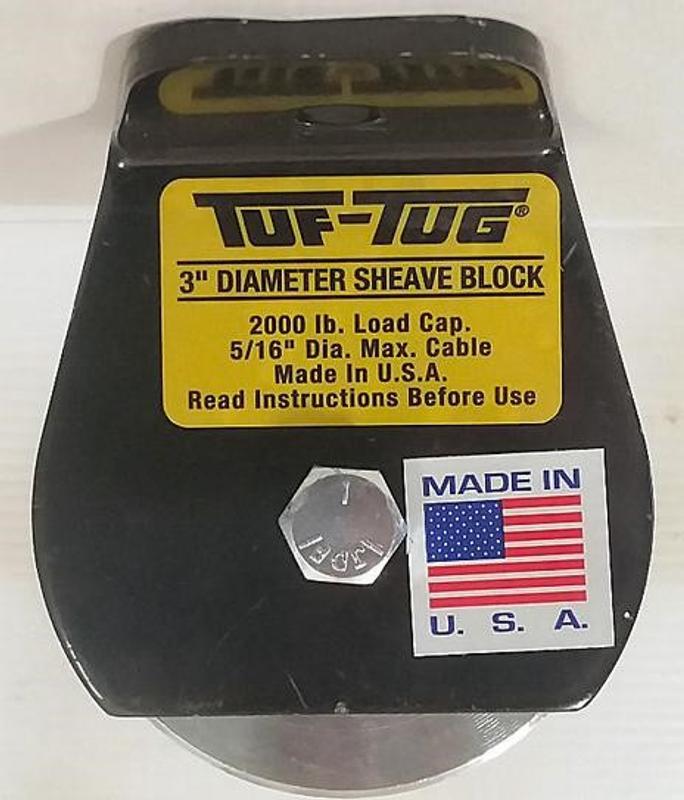 TUF-TUG®
3" DIAMETER SHEAVE BLOCK
2000 lb. Load Cap.
5/16" Dia. Max. Cable
Made In U.S.A.
Read Instructions Before Use
MADE IN
U. S. A.